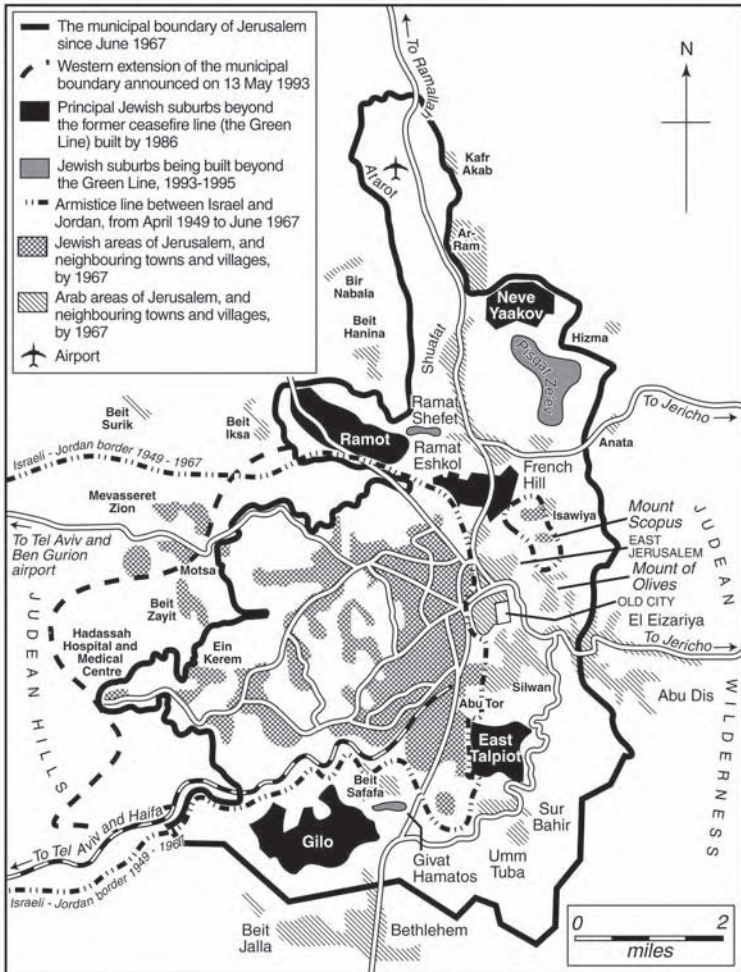 The municipal boundary of Jerusalem
since June 1967
Western extension of the municipal
boundary announced on 13 May 1993
Principal Jewish suburbs beyond
the former ceasefire line (the Green
Line) built by 1986
Jewish suburbs being built beyond
the Green Line, 1993-1995
Armistice line between Israel and
Jordan, from April 1949 to June 1967
Jewish areas of Jerusalem, and
neighbouring towns and villages,
by 1967
Arab areas of Jerusalem, and
neighbouring towns and villages,
by 1967
Airport
To Ramallah
N
Atarot
Kafr
Akab
Ar-
Ram
Bir
Nabala
Beit
Hanina
Neve
Yaakov
Hizma
Shuafat
Pisgat Ze'ev
Ramat
Shefet
To Jericho
Beit
Surik
Beit
Iksa
Ramot
Ramat
Eshkol
Anata
French
Hill
Israeli - Jordan border 1949 - 1967
Mevasseret
Zion
Isawiya
Mount
Scopus
To Tel Aviv and
Ben Gurion
airport
EAST
JERUSALEM
Motsa
Mount of
Olives
Beit
Zayit
OLD CITY
El Eizariya
Hadassah
Hospital and
Medical
Centre
Ein
Kerem
To Jericho
Silwan
Abu Tor
Abu Dis
East
Talpiot
JUDEAN HILLS
JUDEAN WILDERNESS
Beit
Safafa
Sur
Bahir
To Tel Aviv and Haifa
Gilo
Givat
Hamatos
Umm
Tuba
Israeli - Jordan border 1949 - 1967
Beit
Jalla
Bethlehem
0 2
miles